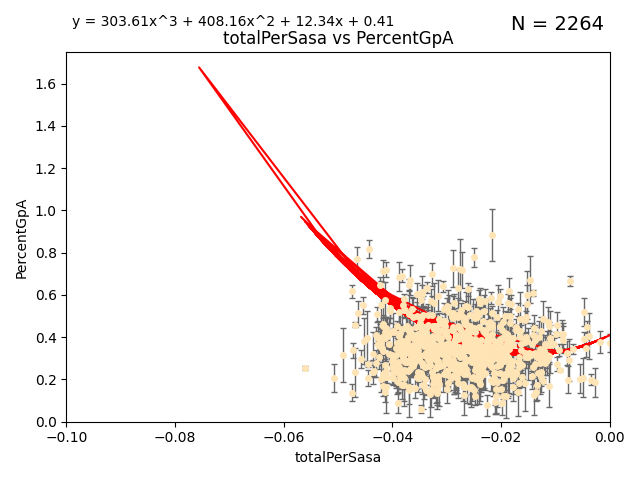 y = 303.61x^3 + 408.16x^2 + 12.34x + 0.41
N = 2264
totalPerSasa vs PercentGpA
PercentGpA
1.6
1.4
1.2
1.0
0.8
0.6
0.4
0.2
0.0
−0.10 −0.08 −0.06 −0.04 −0.02 0.00
totalPerSasa